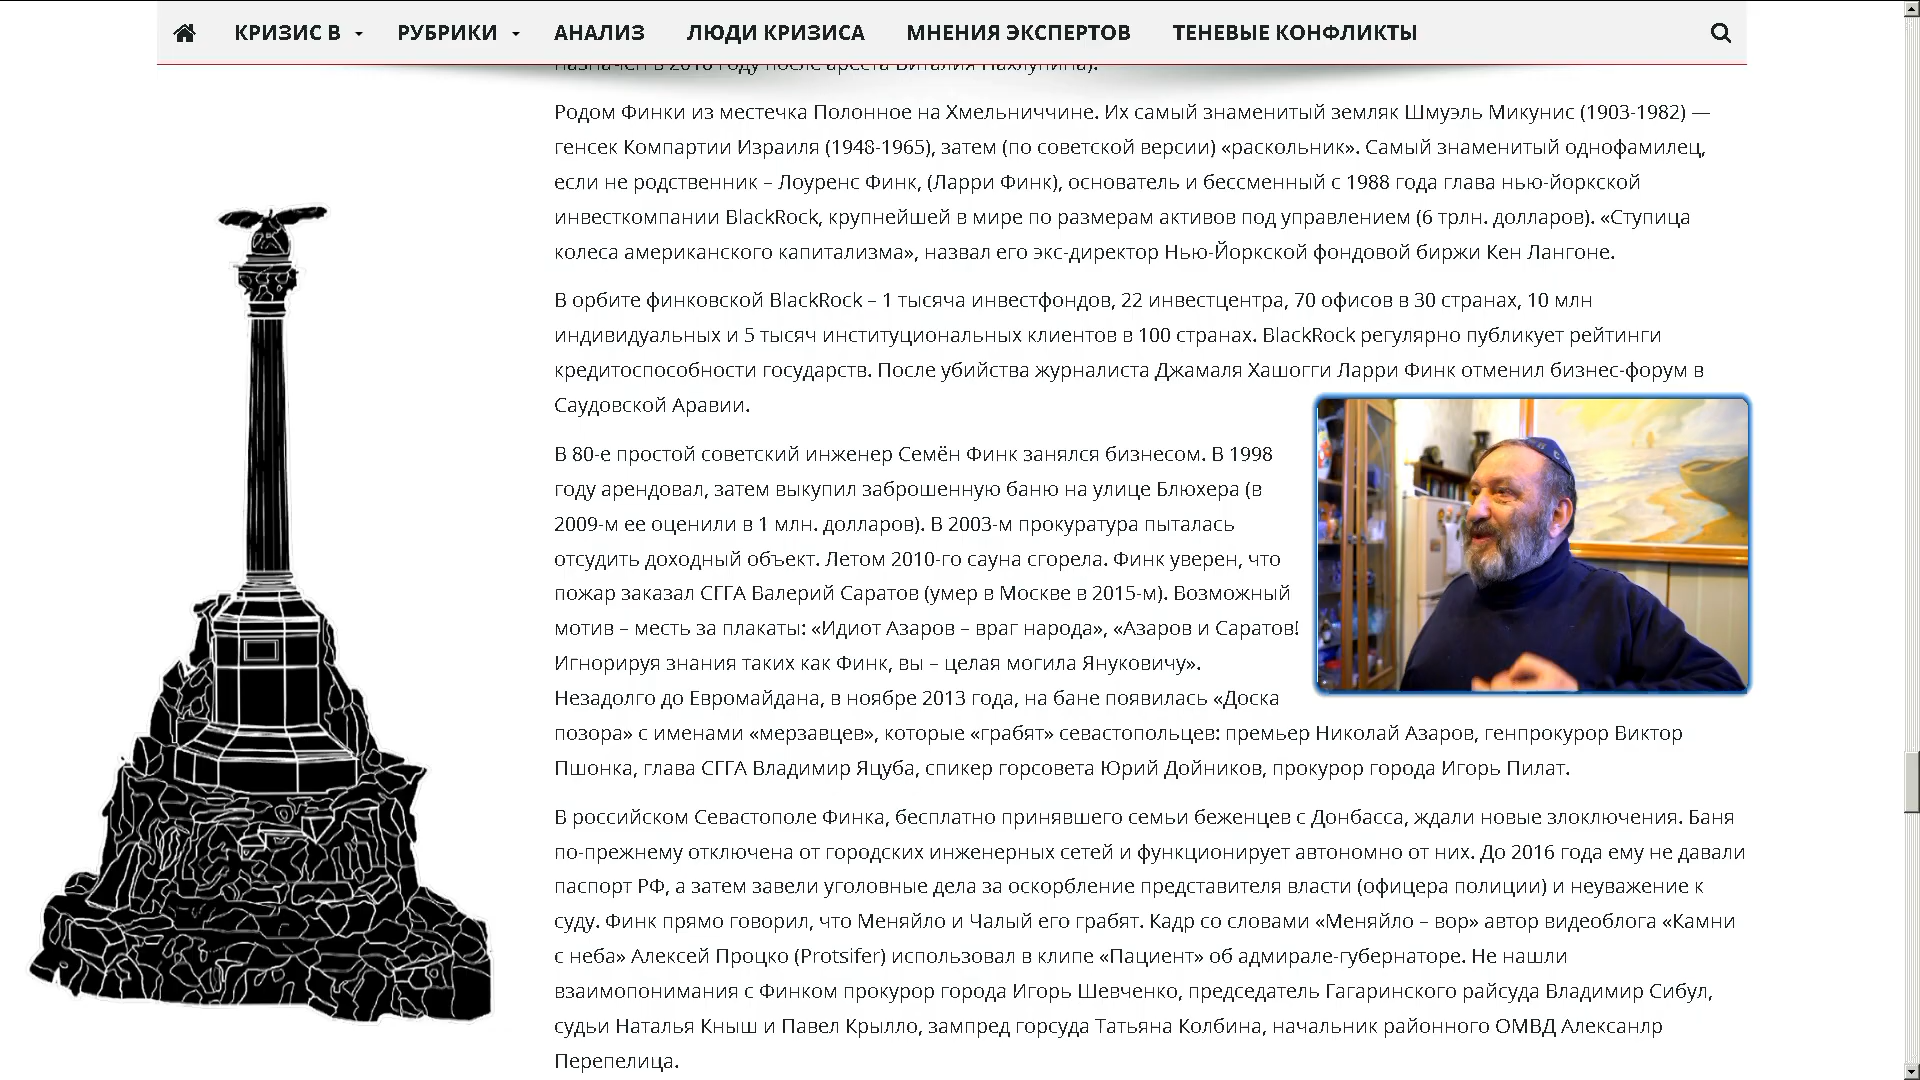 КРИЗИС В РУБРИКИ АНАЛИЗ ЛЮДИ КРИЗИСА МНЕНИЯ ЭКСПЕРТОВ ТЕНЕВЫЕ КОНФЛИКТЫ
назначен в 2016 году после ареста Виталия Нахлупина).
Родом Финки из местечка Полонное на Хмельниччине. Их самый знаменитый земляк Шмуэль Микунис (1903-1982) —
генсек Компартии Израиля (1948-1965), затем (по советской версии) «раскольник». Самый знаменитый однофамилец,
если не родственник – Лоуренс Финк, (Ларри Финк), основатель и бессменный с 1988 года глава нью-йоркской
инвесткомпании BlackRock, крупнейшей в мире по размерам активов под управлением (6 трлн. долларов). «Ступица
колеса американского капитализма», назвал его экс-директор Нью-Йоркской фондовой биржи Кен Лангоне.
В орбите финковской BlackRock – 1 тысяча инвестфондов, 22 инвестцентра, 70 офисов в 30 странах, 10 млн
индивидуальных и 5 тысяч институциональных клиентов в 100 странах. BlackRock регулярно публикует рейтинги
кредитоспособности государств. После убийства журналиста Джамаля Хашогги Ларри Финк отменил бизнес-форум в
Саудовской Аравии.
В 80-е простой советский инженер Семён Финк занялся бизнесом. В 1998
году арендовал, затем выкупил заброшенную баню на улице Блюхера (в
2009-м ее оценили в 1 млн. долларов). В 2003-м прокуратура пыталась
отсудить доходный объект. Летом 2010-го сауна сгорела. Финк уверен, что
пожар заказал СГГА Валерий Саратов (умер в Москве в 2015-м). Возможный
мотив – месть за плакаты: «Идиот Азаров – враг народа», «Азаров и Саратов!
Игнорируя знания таких как Финк, вы – целая могила Януковичу».
Незадолго до Евромайдана, в ноябре 2013 года, на бане появилась «Доска
позора» с именами «мерзавцев», которые «грабят» севастопольцев: премьер Николай Азаров, генпрокурор Виктор
Пшонка, глава СГГА Владимир Яцуба, спикер горсовета Юрий Дойников, прокурор города Игорь Пилат.
В российском Севастополе Финка, бесплатно принявшего семьи беженцев с Донбасса, ждали новые злоключения. Баня
по-прежнему отключена от городских инженерных сетей и функционирует автономно от них. До 2016 года ему не давали
паспорт РФ, а затем завели уголовные дела за оскорбление представителя власти (офицера полиции) и неуважение к
суду. Финк прямо говорил, что Меняйло и Чалый его грабят. Кадр со словами «Меняйло – вор» автор видеоблога «Камни
с неба» Алексей Процко (Protsifer) использовал в клипе «Пациент» об адмирале-губернаторе. Не нашли
взаимопонимания с Финком прокурор города Игорь Шевченко, председатель Гагаринского райсуда Владимир Сибул,
судьи Наталья Кныш и Павел Крылло, зампред горсуда Татьяна Колбина, начальник районного ОМВД Алексанлр
Перепелица.